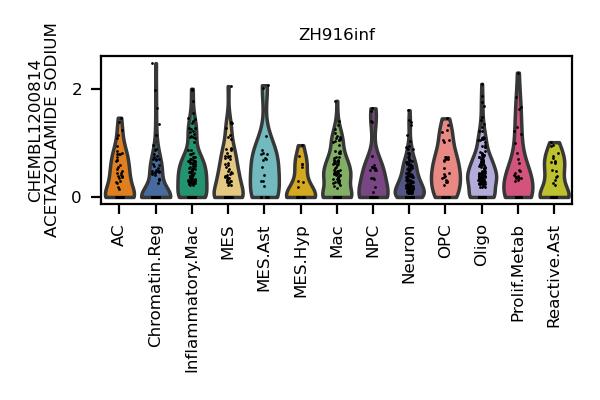 ZH916inf
CHEMBL1200814
ACETAZOLAMIDE SODIUM
2
0
AC
Chromatin.Reg
Inflammatory.Mac
MES
MES.Ast
MES.Hyp
Mac
NPC
Neuron
OPC
Oligo
Prolif.Metab
Reactive.Ast